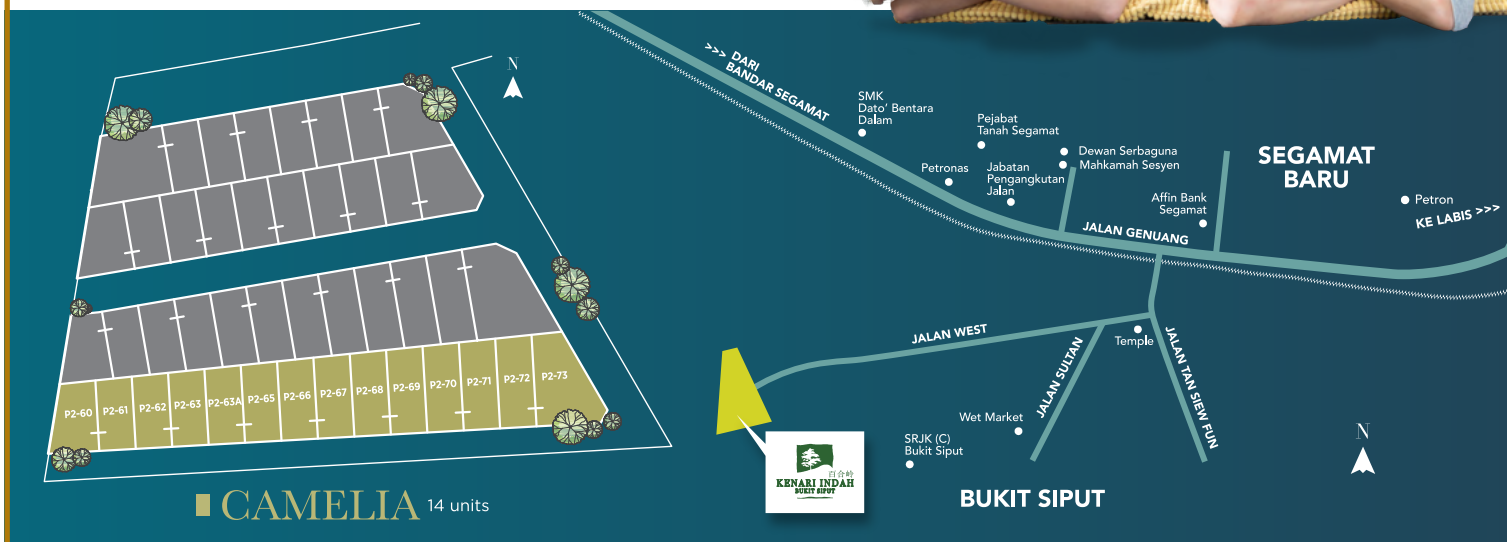 N
P2-60
P2-61
P2-62
P2-63
P2-63A
P2-65
P2-66
P2-67
P2-68
P2-69
P2-70
P2-71
P2-72
P2-73
CAMELIA 14 units
>>> DARI
BANDAR SEGAMAT
SMK
Dato' Bentara
Dalam
Pejabat
Tanah Segamat
Dewan Serbaguna
Mahkamah Sesyen
Petronas
Jabatan
Pengangkutan
Jalan
Affin Bank
Segamat
SEGAMAT
BARU
Petron
KE LABIS >>>
JALAN GENUANG
JALAN WEST
Temple
JALAN SULTAN
JALAN TAN SIEW FUN
Wet Market
SRJK (C)
Bukit Siput
百合岭
KENARI INDAH
BUKIT SIPUT
BUKIT SIPUT
N